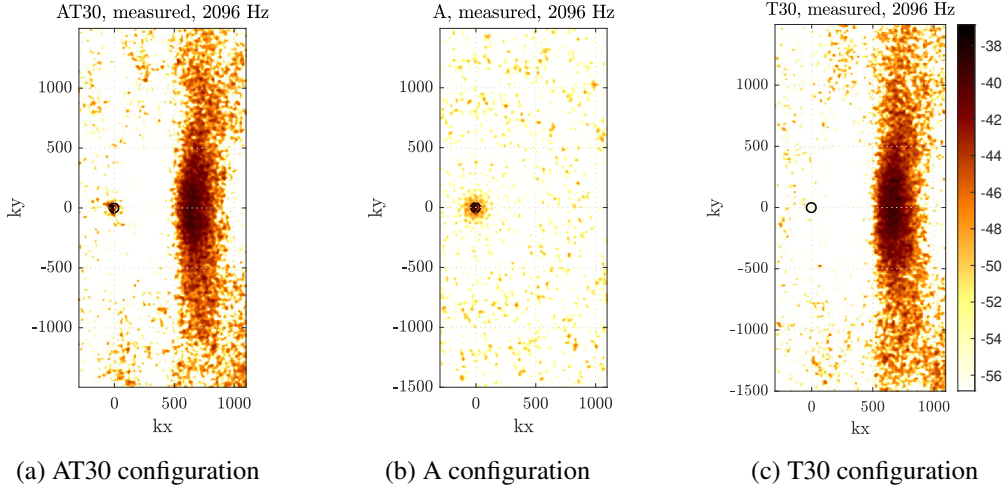 AT30, measured, 2096 Hz
1000
500
0
-500
-1000
ky
0 500 1000
kx
(a) AT30 configuration
A, measured, 2096 Hz
1000
500
0
-500
-1000
-1500
ky
0 500 1000
kx
(b) A configuration
T30, measured, 2096 Hz
1000
500
0
-500
-1000
-1500
ky
0 500 1000
kx
-38
-40
-42
-44
-46
-48
-50
-52
-54
-56
(c) T30 configuration